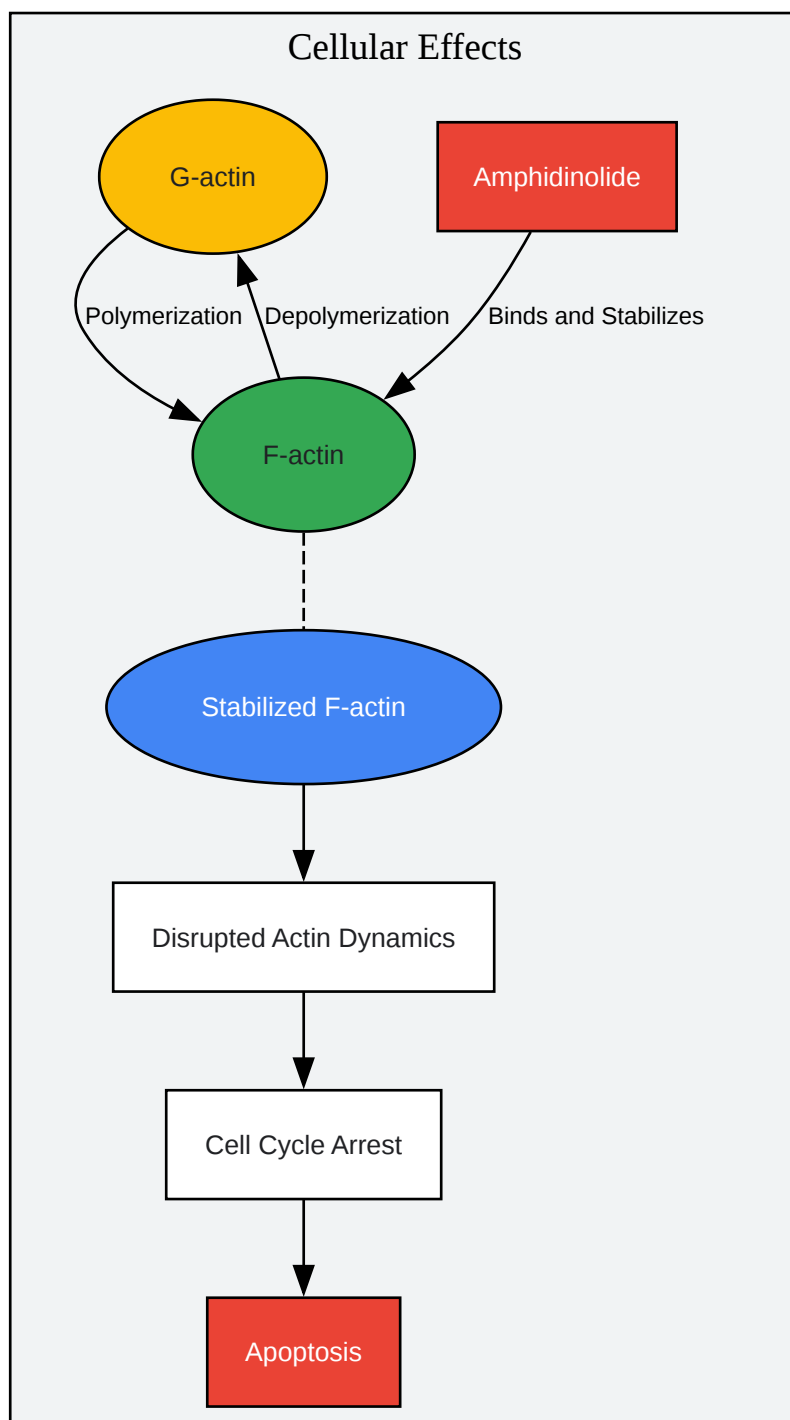 Cellular Effects
G-actin
Amphidinolide
Polymerization
Depolymerization
Binds and Stabilizes
F-actin
Stabilized F-actin
Disrupted Actin Dynamics
Cell Cycle Arrest
Apoptosis